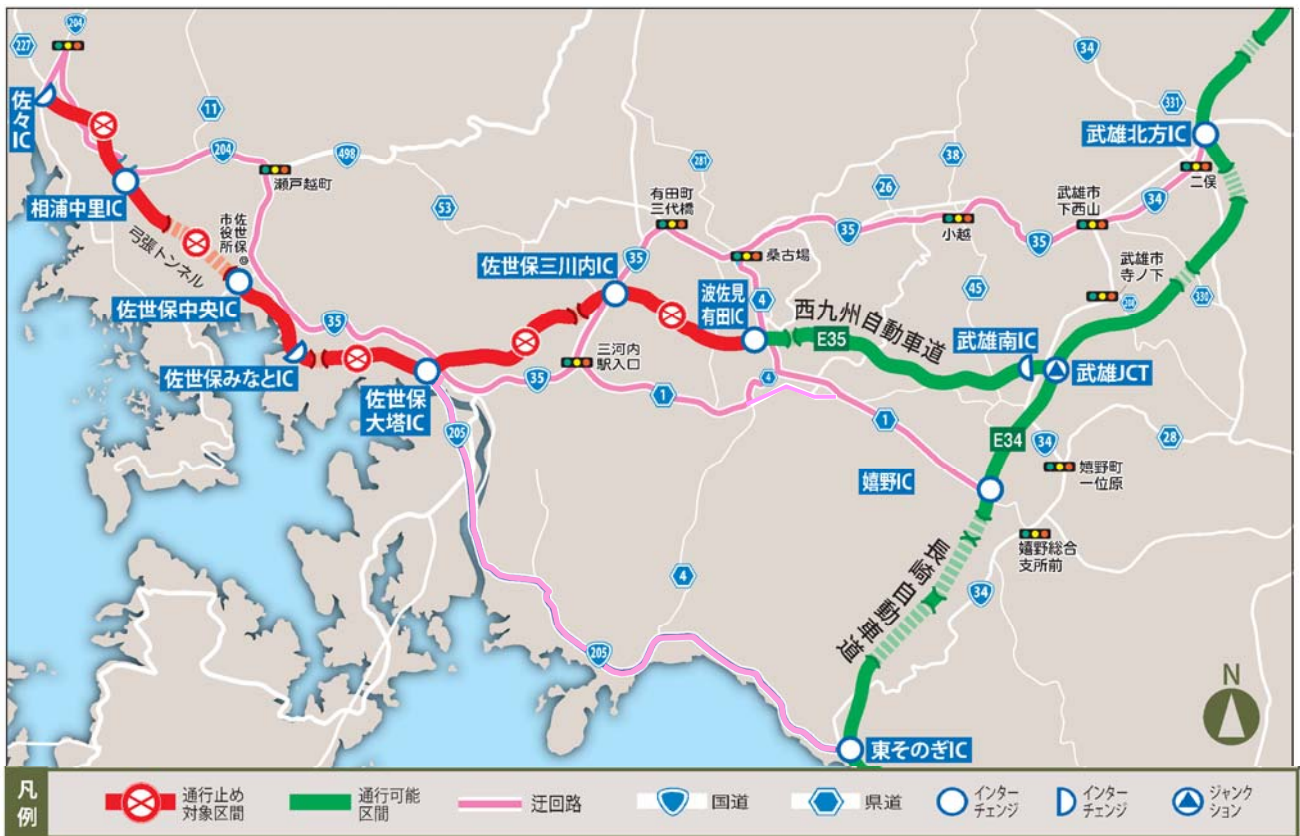 204
227
34
佐々IC
11
331
武雄北方IC
204
498
瀬戸越町
38
281
26
二俣
相浦中里IC
53
有田町
三代橋
武雄市
下西山
34
佐世保
市役所
弓張トンネル
35
小越
35
佐世保三川内IC
35
桑古場
武雄市
寺ノ下
佐世保中央IC
波佐見
有田IC
4
西九州自動車道
45
330
35
E35
武雄南IC
佐世保みなとIC
三河内
駅入口
武雄JCT
佐世保
大塔IC
35
4
1
1
205
E34
34
28
嬉野町
一位原
嬉野IC
嬉野総合
支所前
長崎自動車道
4
34
205
N
東そのぎIC
凡例
通行止め
対象区間
通行可能
区間
迂回路
国道
県道
インター
チェンジ
インター
チェンジ
ジャンク
ション